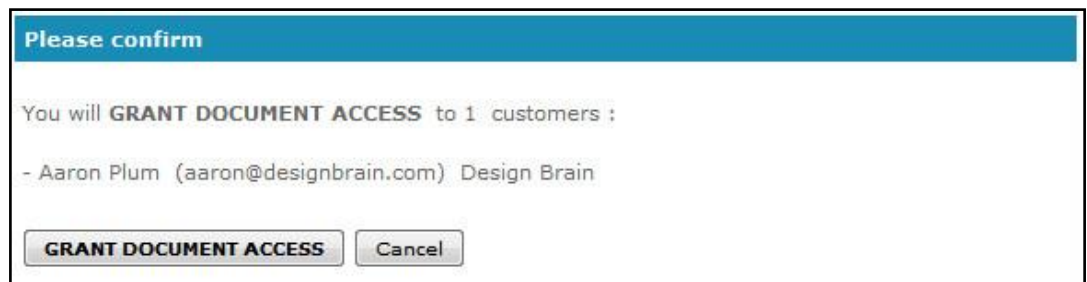 Please confirm
You will GRANT DOCUMENT ACCESS to 1 customers :
- Aaron Plum (aaron@designbrain.com) Design Brain
GRANT DOCUMENT ACCESS Cancel